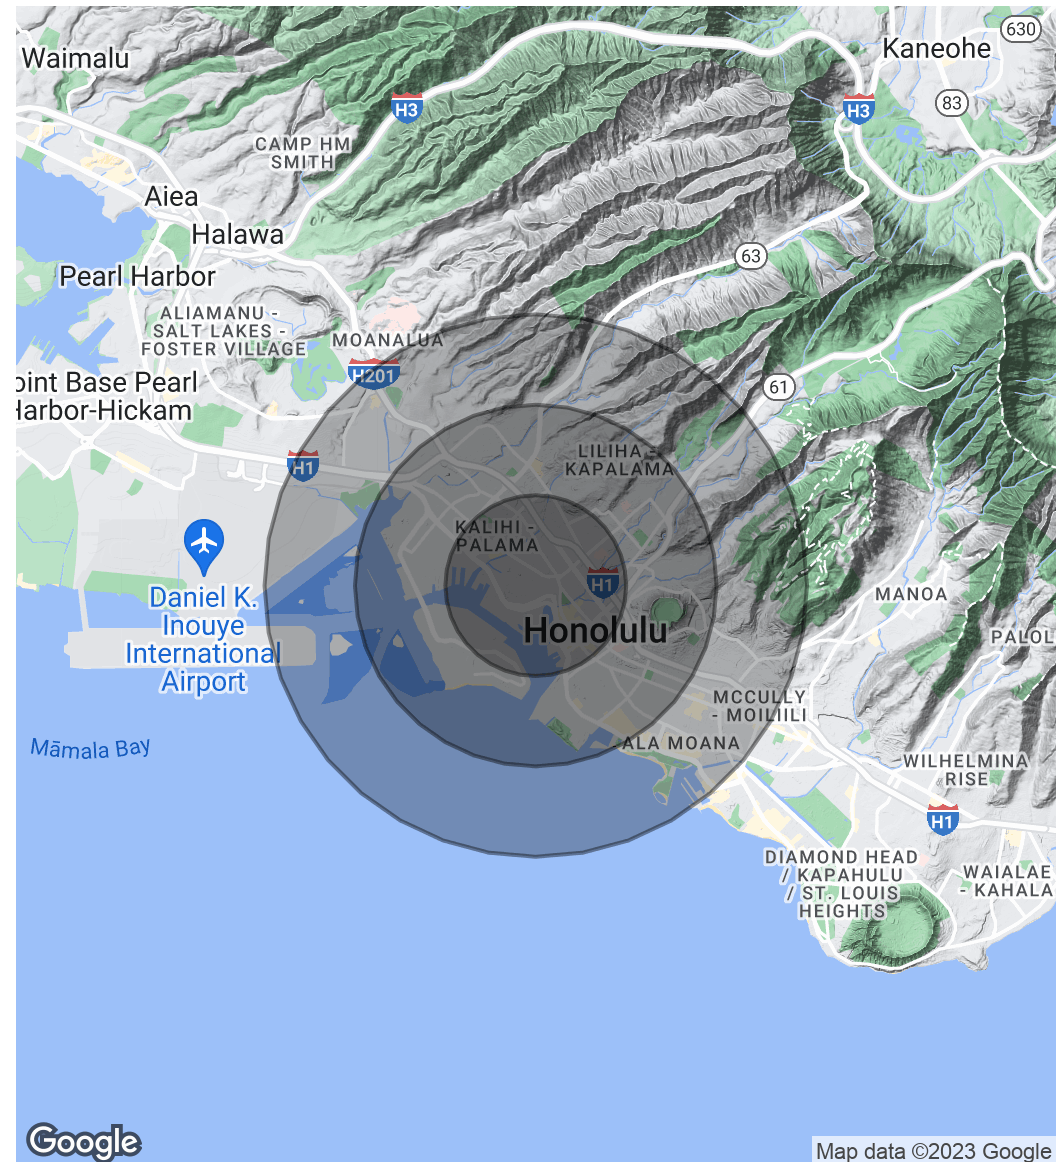 630
Waimalu
Kaneohe
83
H3
H3
CAMP HM
SMITH
Aiea
Halawa
63
Pearl Harbor
ALIAMANU -
SALT LAKES -
FOSTER VILLAGE
MOANALUA
H201
61
oint Base Pearl
Harbor-Hickam
H1
LILIHA -
KAPALAMA
KALIHI -
PALAMA
H1
Daniel K.
Inouye
International
Airport
MANOA
Honolulu
PALOL
MCCULLY
- MOILIILI
ALA MOANA
Māmala Bay
WILHELMINA
RISE
H1
DIAMOND HEAD
/ KAPAHULU
/ ST. LOUIS
HEIGHTS
WAIALAE
- KAHALA
Google
Map data ©2023 Google